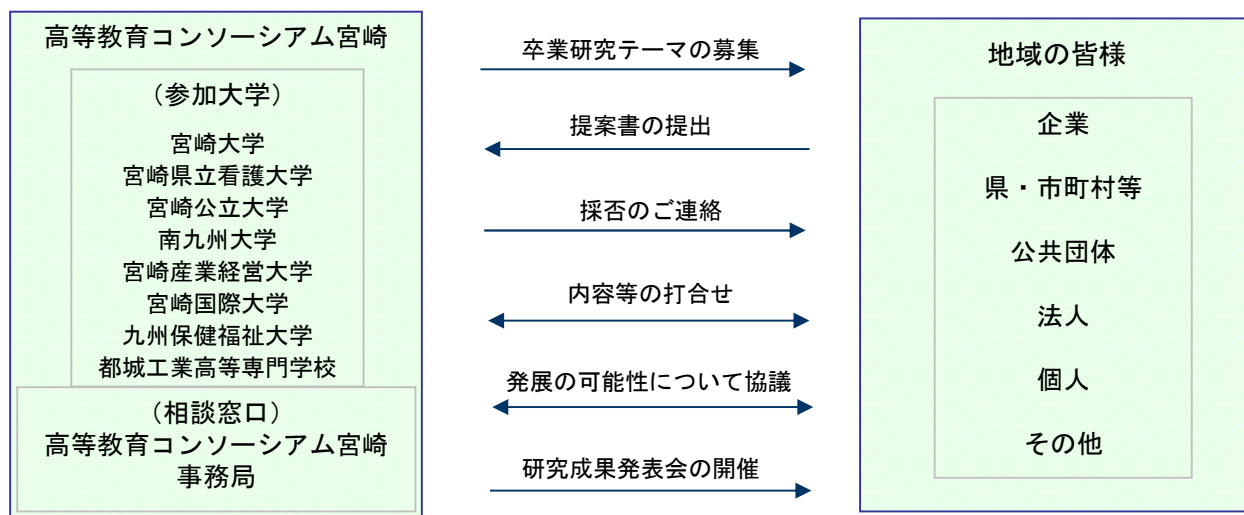 高等教育コンソーシアム宮崎
（参加大学）
宮崎大学
宮崎県立看護大学
宮崎公立大学
南九州大学
宮崎産業経営大学
宮崎国際大学
九州保健福祉大学
都城工業高等専門学校
（相談窓口）
高等教育コンソーシアム宮崎
事務局
卒業研究テーマの募集
提案書の提出
採否のご連絡
内容等の打合せ
発展の可能性について協議
研究成果発表会の開催
地域の皆様
企業
県・市町村等
公共団体
法人
個人
その他